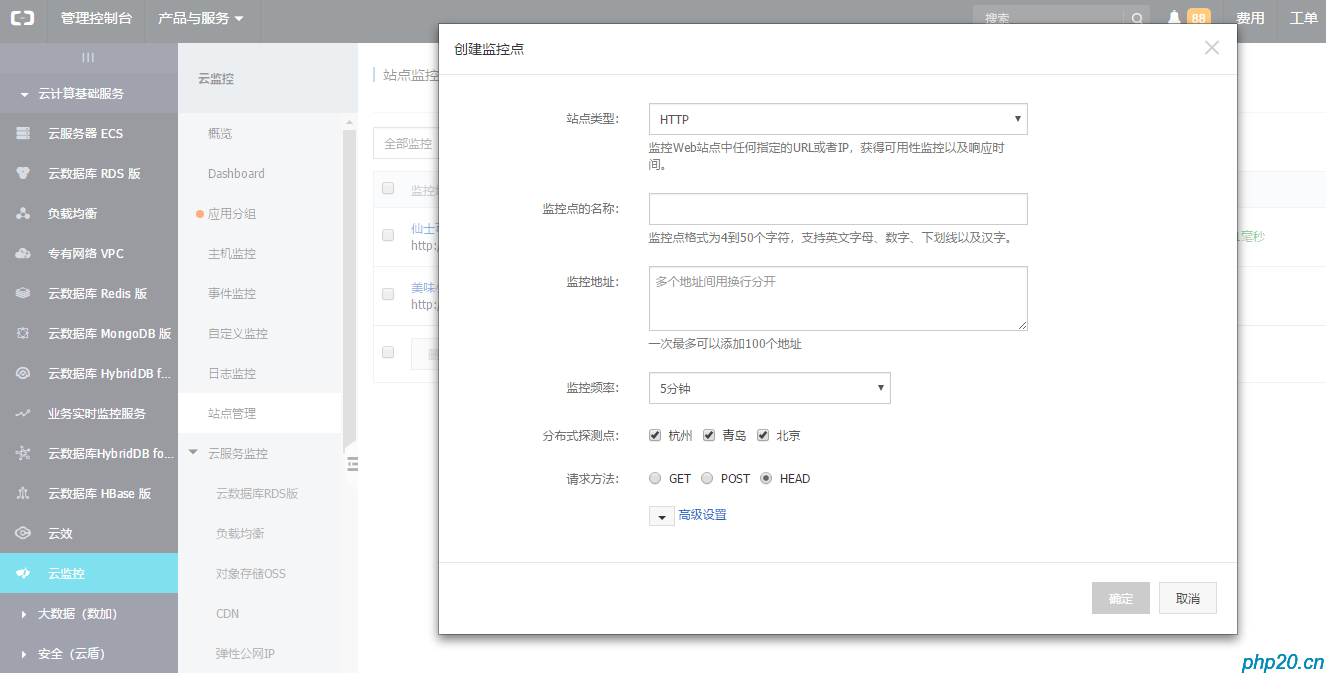 管理控制台
产品与服务
搜索
88
费用
工单
云计算基础服务
云服务器 ECS
云数据库 RDS 版
负载均衡
专有网络 VPC
云数据库 Redis 版
云数据库 MongoDB 版
云数据库 HybridDB f...
业务实时监控服务
云数据库HybridDB fo...
云数据库 HBase 版
云效
云监控
大数据（数加）
安全（云盾）
云监控
概览
Dashboard
应用分组
主机监控
事件监控
自定义监控
日志监控
站点管理
云服务监控
云数据库RDS版
负载均衡
对象存储OSS
CDN
弹性公网IP
站点监控
全部监控
监控
仙士
http:
美味
http:
毫秒
创建监控点
站点类型:
HTTP
监控Web站点中任何指定的URL或者IP，获得可用性监控以及响应时
间。
监控点的名称:
监控点格式为4到50个字符，支持英文字母、数字、下划线以及汉字。
监控地址:
多个地址间用换行分开
一次最多可以添加100个地址
监控频率:
5分钟
分布式探测点:
杭州 青岛 北京
请求方法:
GET POST HEAD
高级设置
确定
取消
php20.cn